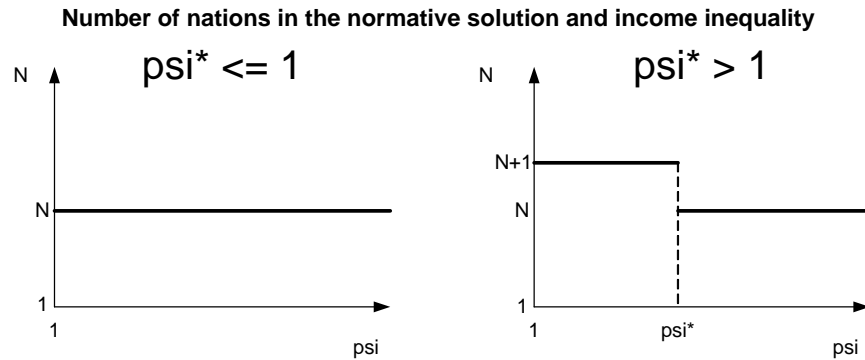 Number of nations in the normative solution and income inequality
psi* <= 1
N
N
1
1
psi
psi* > 1
N
N+1
N
1
1
psi*
psi